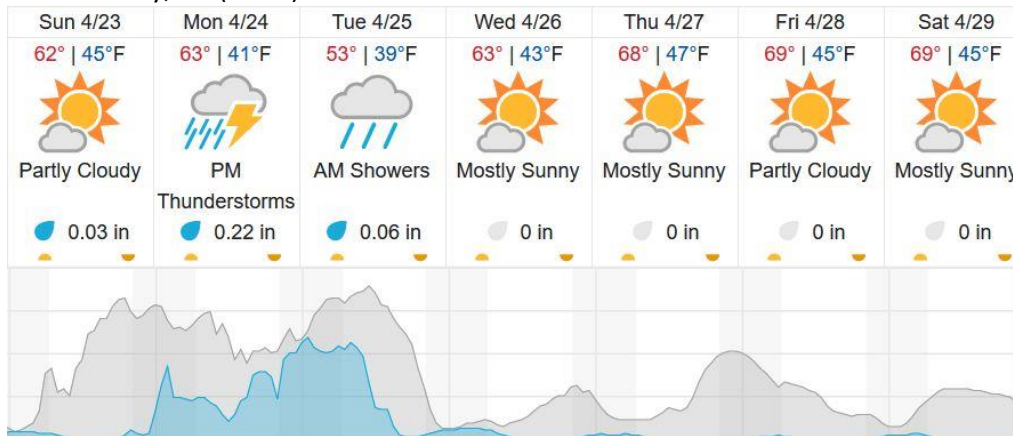 Sun 4/23 Mon 4/24 Tue 4/25 Wed 4/26 Thu 4/27 Fri 4/28 Sat 4/29
62° | 45°F 63° | 41°F 53° | 39°F 63° | 43°F 68° | 47°F 69° | 45°F 69° | 45°F
Partly Cloudy PM AM Showers Mostly Sunny Mostly Sunny Partly Cloudy Mostly Sunny
Thunderstorms
0.03 in 0.22 in 0.06 in 0 in 0 in 0 in 0 in